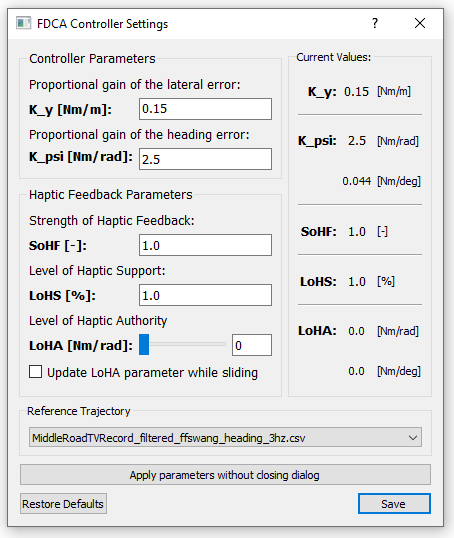 FDCA Controller Settings
Controller Parameters
Proportional gain of the lateral error:
K_y [Nm/m]: 0.15
Proportional gain of the heading error:
K_psi [Nm/rad]: 2.5
Haptic Feedback Parameters
Strength of Haptic Feedback:
SoHF [-]: 1.0
Level of Haptic Support:
LoHS [%]: 1.0
Level of Haptic Authority
LoHA [Nm/rad]: 0
Update LoHA parameter while sliding
Current Values:
K_y: 0.15 [Nm/m]
K_psi: 2.5 [Nm/rad]
0.044 [Nm/deg]
SoHF: 1.0 [-]
LoHS: 1.0 [%]
LoHA: 0.0 [Nm/rad]
0.0 [Nm/deg]
Reference Trajectory
MiddleRoadTVRecord_filtered_ffswang_heading_3hz.csv
Apply parameters without closing dialog
Restore Defaults
Save